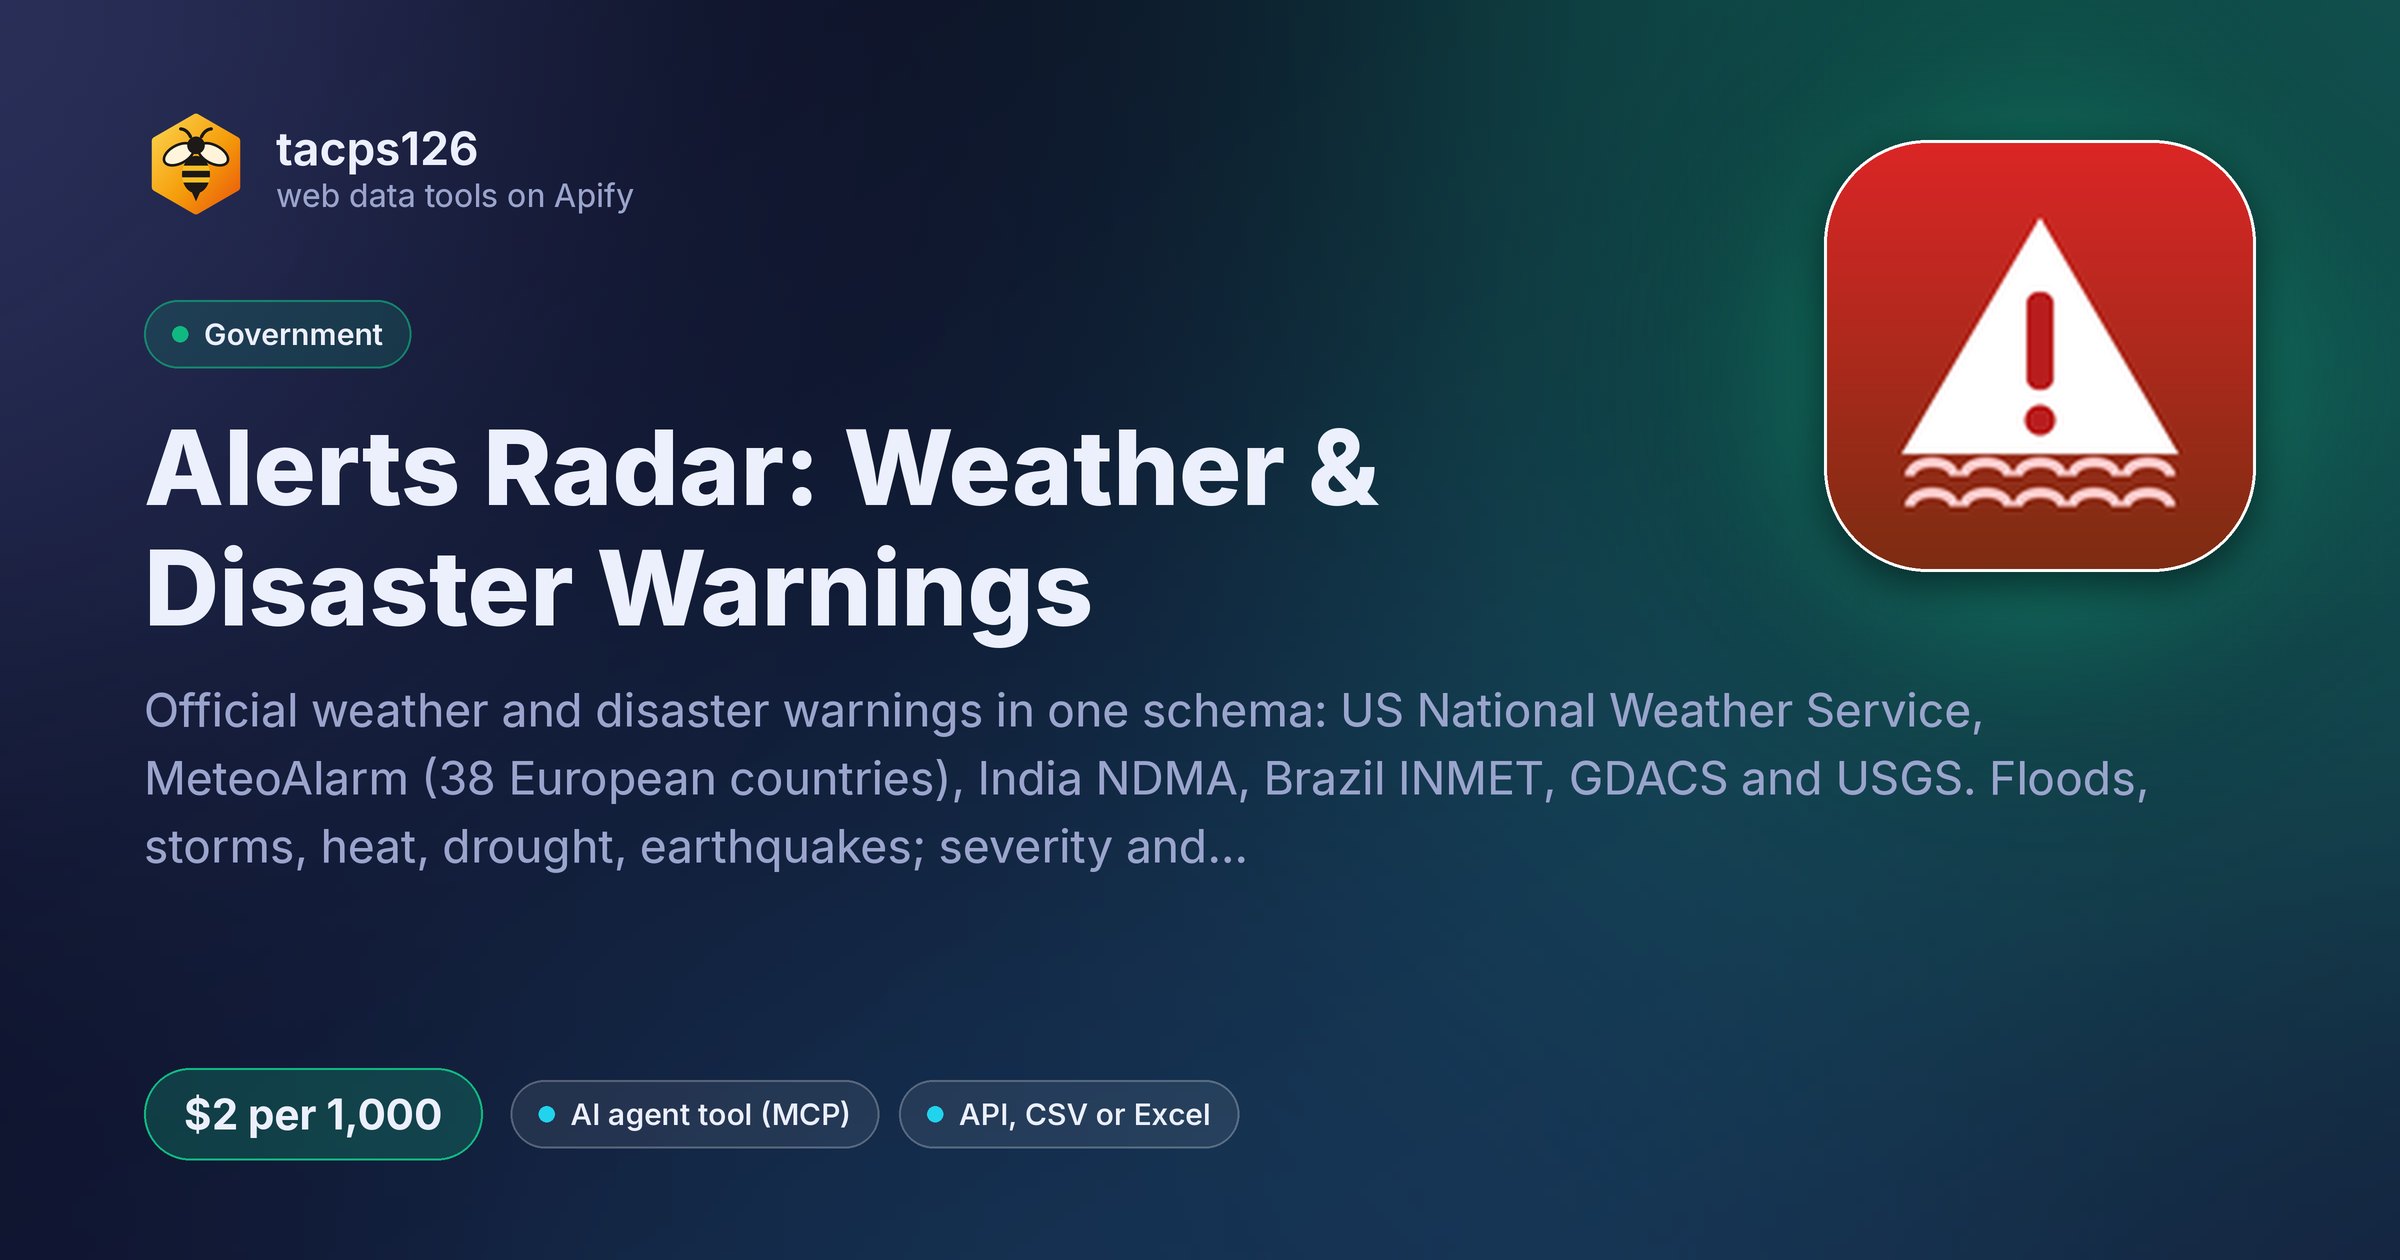 tacps126
web data tools on Apify
Government
Alerts Radar: Weather &
Disaster Warnings
Official weather and disaster warnings in one schema: US National Weather Service,
MeteoAlarm (38 European countries), India NDMA, Brazil INMET, GDACS and USGS. Floods,
storms, heat, drought, earthquakes; severity and...
$2 per 1,000
AI agent tool (MCP)
API, CSV or Excel